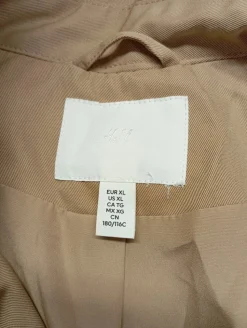 EUR XL
US XL
CA TG
MX XG
CN
180/116C